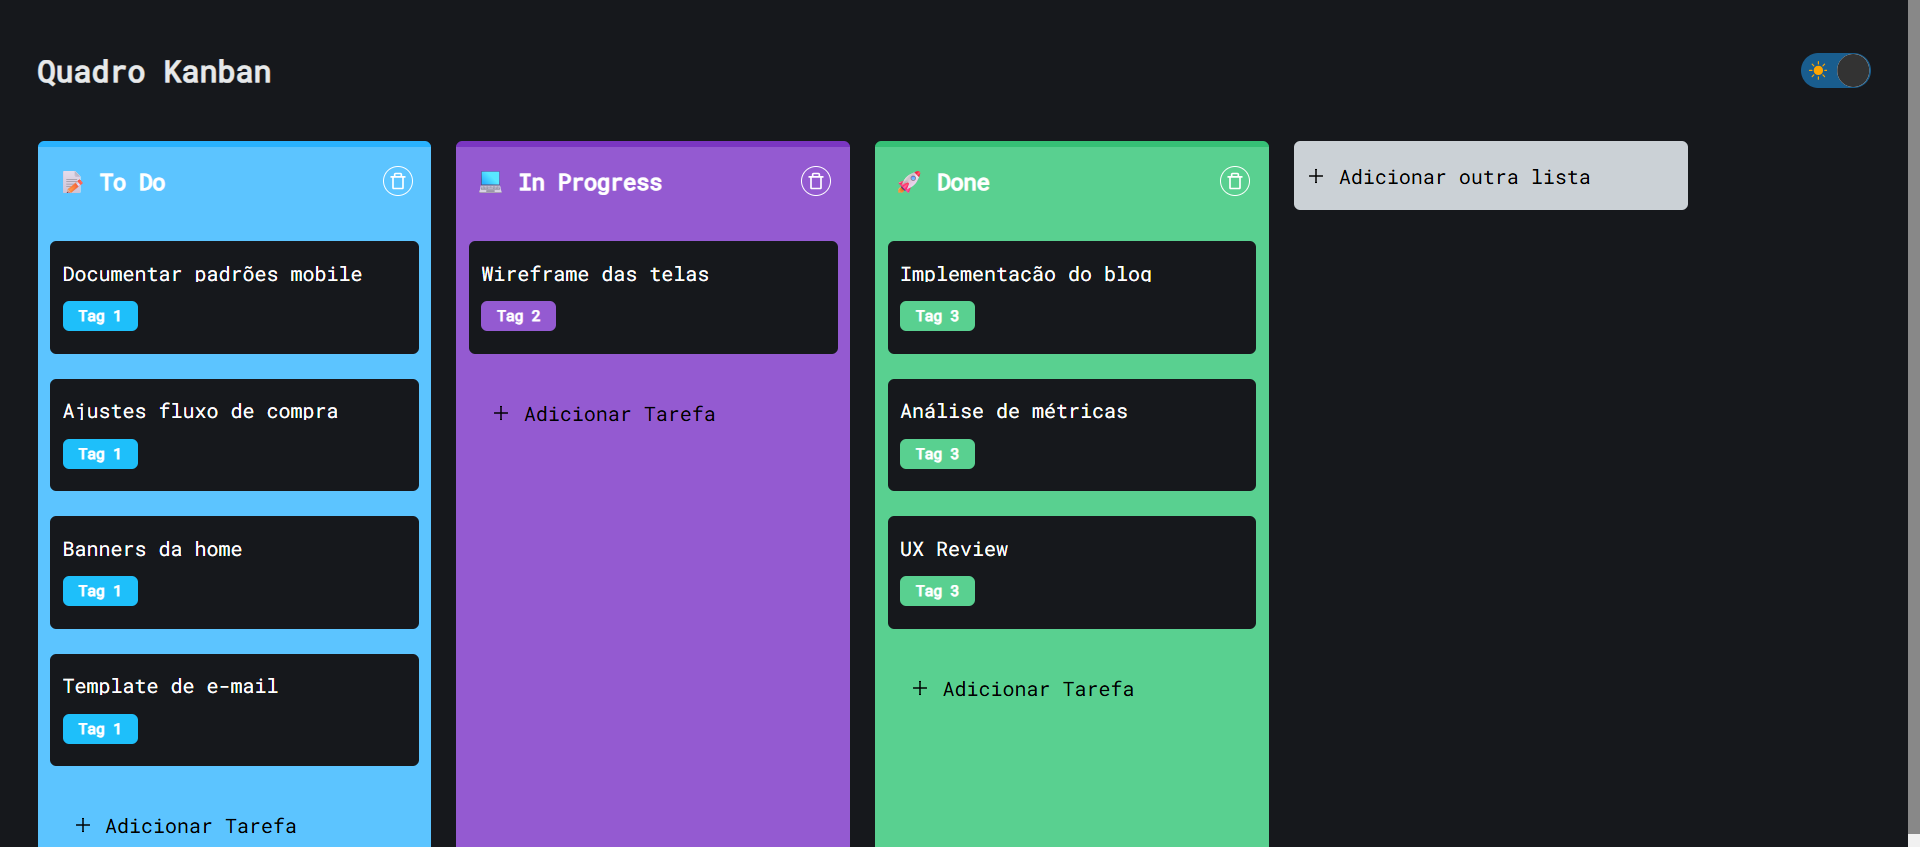 Quadro Kanban
To Do
Documentar padrões mobile
Tag 1
Ajustes fluxo de compra
Tag 1
Banners da home
Tag 1
Template de e-mail
Tag 1
+ Adicionar Tarefa
In Progress
Wireframe das telas
Tag 2
+ Adicionar Tarefa
Done
Implementação do blog
Tag 3
Análise de métricas
Tag 3
UX Review
Tag 3
+ Adicionar Tarefa
+ Adicionar outra lista